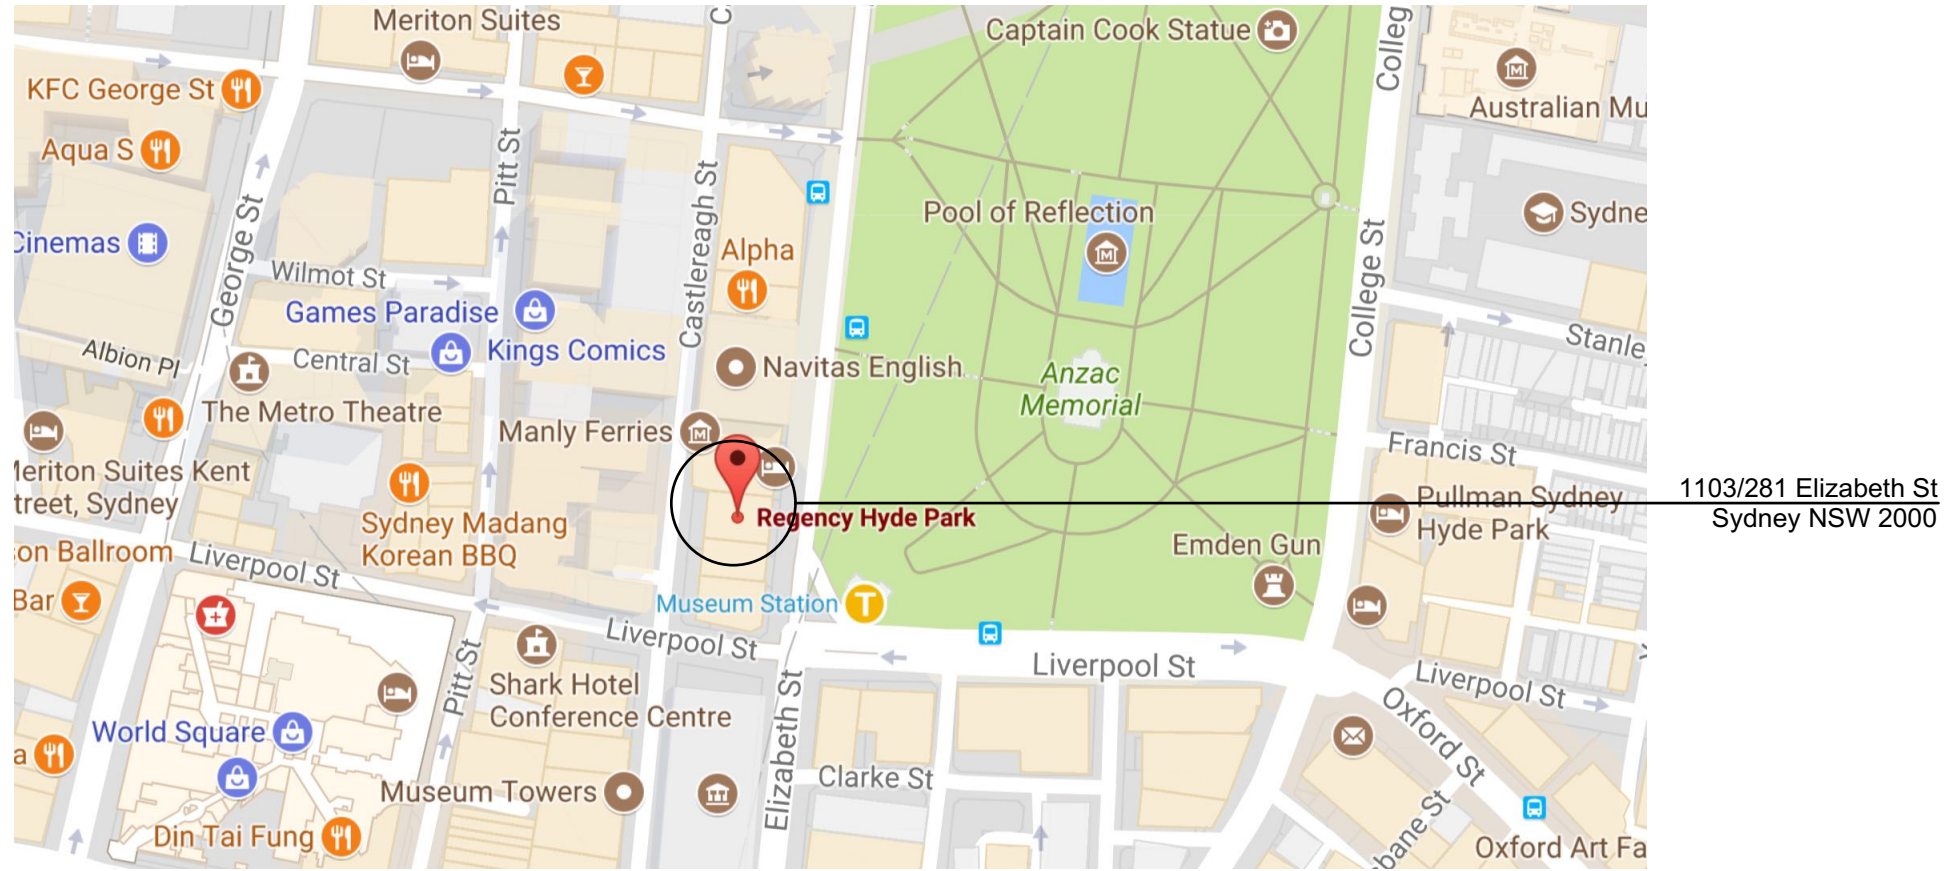 Meriton Suites
C
Captain Cook Statue
Colleg
KFC George St
Australian Mu
Aqua S
Pitt St
Castlereagh St
George St
Pool of Reflection
Sydne
Cinemas
Alpha
College St
Wilmot St
Games Paradise
Stanle
Albion Pl
Central St
Kings Comics
Navitas English
Anzac
Memorial
The Metro Theatre
Manly Ferries
Francis St
Meriton Suites Kent
treet, Sydney
Pullman Sydney
Hyde Park
1103/281 Elizabeth St
Sydney NSW 2000
Sydney Madang
Korean BBQ
Regency Hyde Park
Emden Gun
son Ballroom
Liverpool St
Bar
Museum Station
T
Liverpool St
Liverpool St
Liverpool St
Pitt St
Shark Hotel
Conference Centre
Elizabeth St
Oxford St
World Square
a
Museum Towers
Clarke St
Din Tai Fung
bane St
Oxford Art Fa